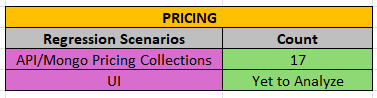 PRICING
Regression Scenarios Count
API/Mongo Pricing Collections 17
UI Yet to Analyze